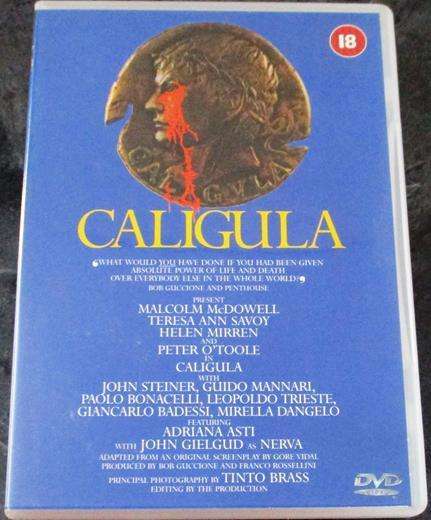 18
CALIGULA
CALIGULA
❝WHAT WOULD YOU HAVE DONE IF YOU HAD BEEN GIVEN
ABSOLUTE POWER OF LIFE AND DEATH
OVER EVERYBODY ELSE IN THE WHOLE WORLD?❞
BOB GUCCIONE AND PENTHOUSE
PRESENT
MALCOLM McDOWELL
TERESA ANN SAVOY
HELEN MIRREN
AND
PETER O'TOOLE
IN
CALIGULA
WITH
JOHN STEINER, GUIDO MANNARI,
PAOLO BONACELLI, LEOPOLDO TRIESTE,
GIANCARLO BADESSI, MIRELLA DANGELO
FEATURING
ADRIANA ASTI
WITH JOHN GIELGUD AS NERVA
ADAPTED FROM AN ORIGINAL SCREENPLAY BY GORE VIDAL
PRODUCED BY BOB GUCCIONE AND FRANCO ROSSELLINI
PRINCIPAL PHOTOGRAPHY BY TINTO BRASS
EDITING BY THE PRODUCTION
DVD
VIDEO